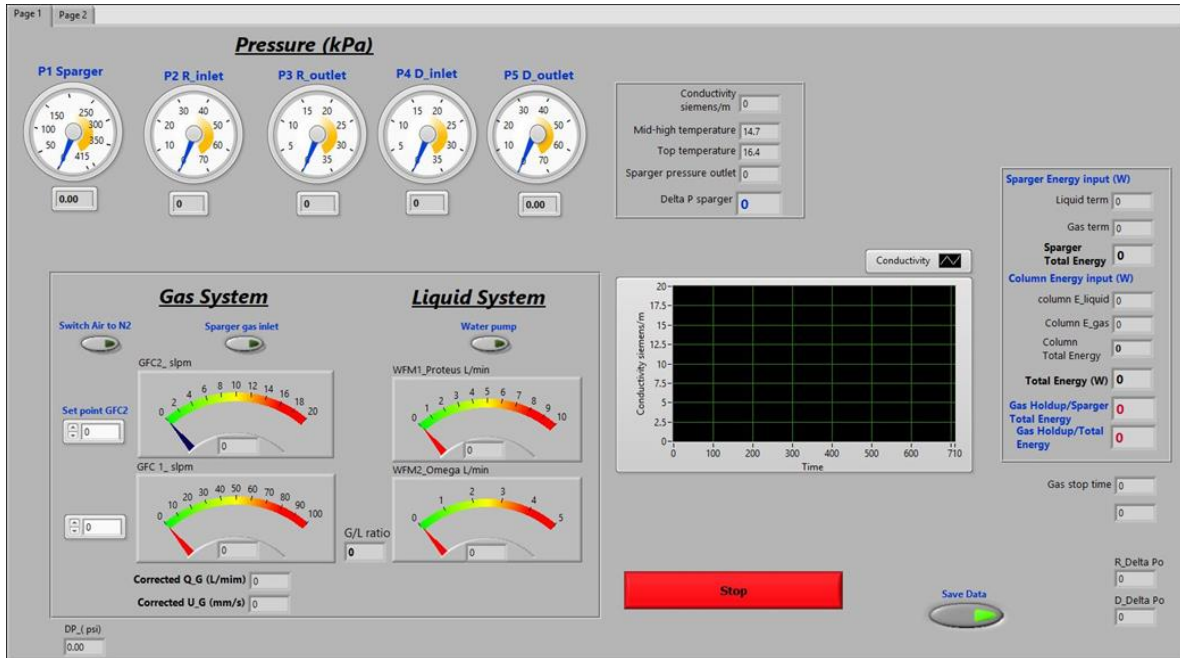 Page 1
Page 2
Pressure (kPa)
P1 Sparger
P2 R_inlet
P3 R_outlet
P4 D_inlet
P5 D_outlet
50
100
150
250
300
350
415
0.00
10
20
30
40
50
60
70
0
0
5
10
15
20
25
30
35
0
0
5
10
15
20
25
30
35
0
0
10
20
30
40
50
60
70
0.00
Conductivity
siemens/m
0
Mid-high temperature
14.7
Top temperature
16.4
Sparger pressure outlet
0
Delta P sparger
0
Sparger Energy input (W)
Liquid term
0
Gas term
0
Sparger
Total Energy
0
Column Energy input (W)
column E_liquid
0
Column E_gas
0
Column
Total Energy
0
Total Energy (W)
0
Gas Holdup/Sparger
Total Energy
0
Gas Holdup/Total
Energy
0
Gas System
Liquid System
Switch Air to N2
Sparger gas inlet
Water pump
GFC2_ slpm
0 2 4 6 8 10 12 14 16 18 20
0
Set point GFC2
0
GFC 1_ slpm
0 10 20 30 40 50 60 70 80 90 100
0
0
WFM1_Proteus L/min
0 1 2 3 4 5 6 7 8 9 10
0
WFM2_Omega L/min
0 1 2 3 4 5
0
G/L ratio
0
Corrected Q_G (L/mim)
0
Corrected U_G (mm/s)
0
DP_( psi)
0.00
Conductivity
Conductivity siemens/m
20
17.5
15
12.5
10
7.5
5
2.5
0
0 100 200 300 400 500 600 710
Time
Gas stop time
0
0
Stop
Save Data
R_Delta Po
0
D_Delta Po
0